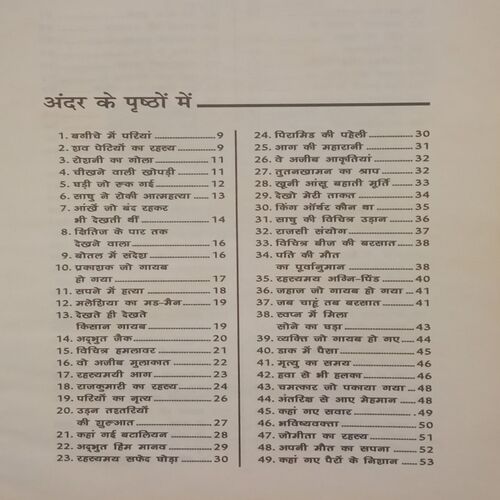 अंदर के पृष्ठों में
1. बगीचे में परियां 9
2. शव पेटियों का रहस्य 9
3. रोशनी का गोला 11
4. चीखने वाली खोपड़ी 11
5. घड़ी जो रुक गई 12
6. साधु ने रोकी आत्महत्या 13
7. आंखें जो बंद रहकर
भी देखती थीं 14
8. क्षितिज के पार तक
देखने वाला 16
9. बोतल में संदेश 16
10. प्रकाशक जो गायब
हो गया 17
11. सपने में हत्या 18
12. मलेशिया का मड-मैन 19
13. देखते ही देखते
किसान गायब 19
14. अद्भुत जैक 20
15. विचित्र हमलावर 21
16. वो अजीब मुलाकात 22
17. रहस्यमयी आग 23
18. राजकुमारी का रहस्य 24
19. परियों का नृत्य 26
20. उड़न तश्तरियों
की शुरुआत 27
21. कहां गई बटालियन 28
22. अद्भुत हिम मानव 29
23. रहस्यमय सफेद घोड़ा 30
24. पिरामिड की पहेली 30
25. आग की महारानी 31
26. वे अजीब आकृतियां 32
27. तुतनखामन का श्राप 32
28. खूनी आंसू बहाती मूर्ति 33
29. देखो मेरी ताकत 34
30. किंग ऑर्थर कौन था 35
31. साधु की विचित्र उड़ान 36
32. राजसी संयोग 37
33. विचित्र बीज की बरसात 38
34. पति की मौत
का पूर्वानुमान 38
35. रहस्यमय अग्नि-पिंड 40
36. जहाज जो गायब हो गया 41
37. जब चाहूं तब बरसात 41
38. स्वप्न में मिला
सोने का घड़ा 43
39. व्यक्ति जो गायब हो गए 44
40. डाक में पैसा 45
41. मृत्यु का समय 46
42. हवा से भी हलका 46
43. चमत्कार जो पकाया गया 48
44. अंतरिक्ष से आए मेहमान 48
45. कहां गए सवार 49
46. भविष्यवक्ता 50
47. जोमीता का रहस्य 51
48. अपनी मौत का सपना 52
49. कहां गए पैरों के निशान 53